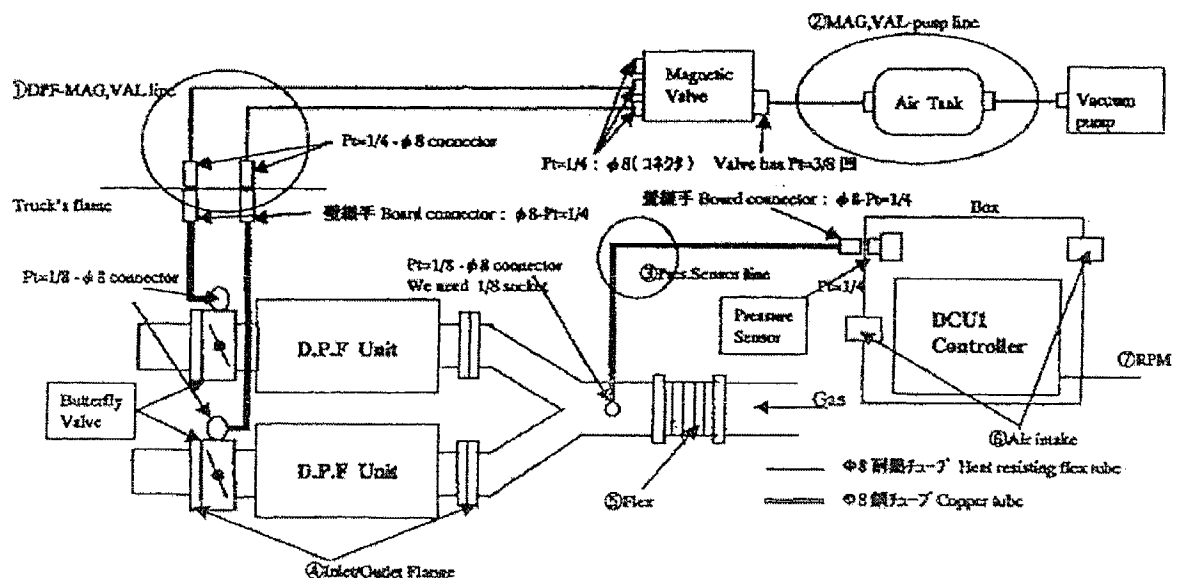 ②MAG,VAL-pump line
①DPF-MAG,VAL line
Magnetic
Valve
Air Tank
Vacuum
pump
Pt=1/4 - φ8 connector
Pt=1/4 : φ8(コネクタ)
Valve has Pt=3/8 凹
Truck's flame
壁継手 Board connector : φ8-Pt=1/4
壁継手 Board connector : φ8-Pt=1/4
Box
Pt=1/8 - φ8 connector
Pt=1/8 - φ8 connector
We need 1/8 socket
③Pres.Sensor line
Pt=1/4
Pressure
Sensor
DCU1
Controller
⑦RPM
D.P.F Unit
Butterfly
Valve
Gas
⑥Air intake
D.P.F Unit
Φ8 耐熱チューブ Heat resisting flex tube
⑤Flex
Φ8 銅チューブ Copper tube
④Inlet/Outlet Flange